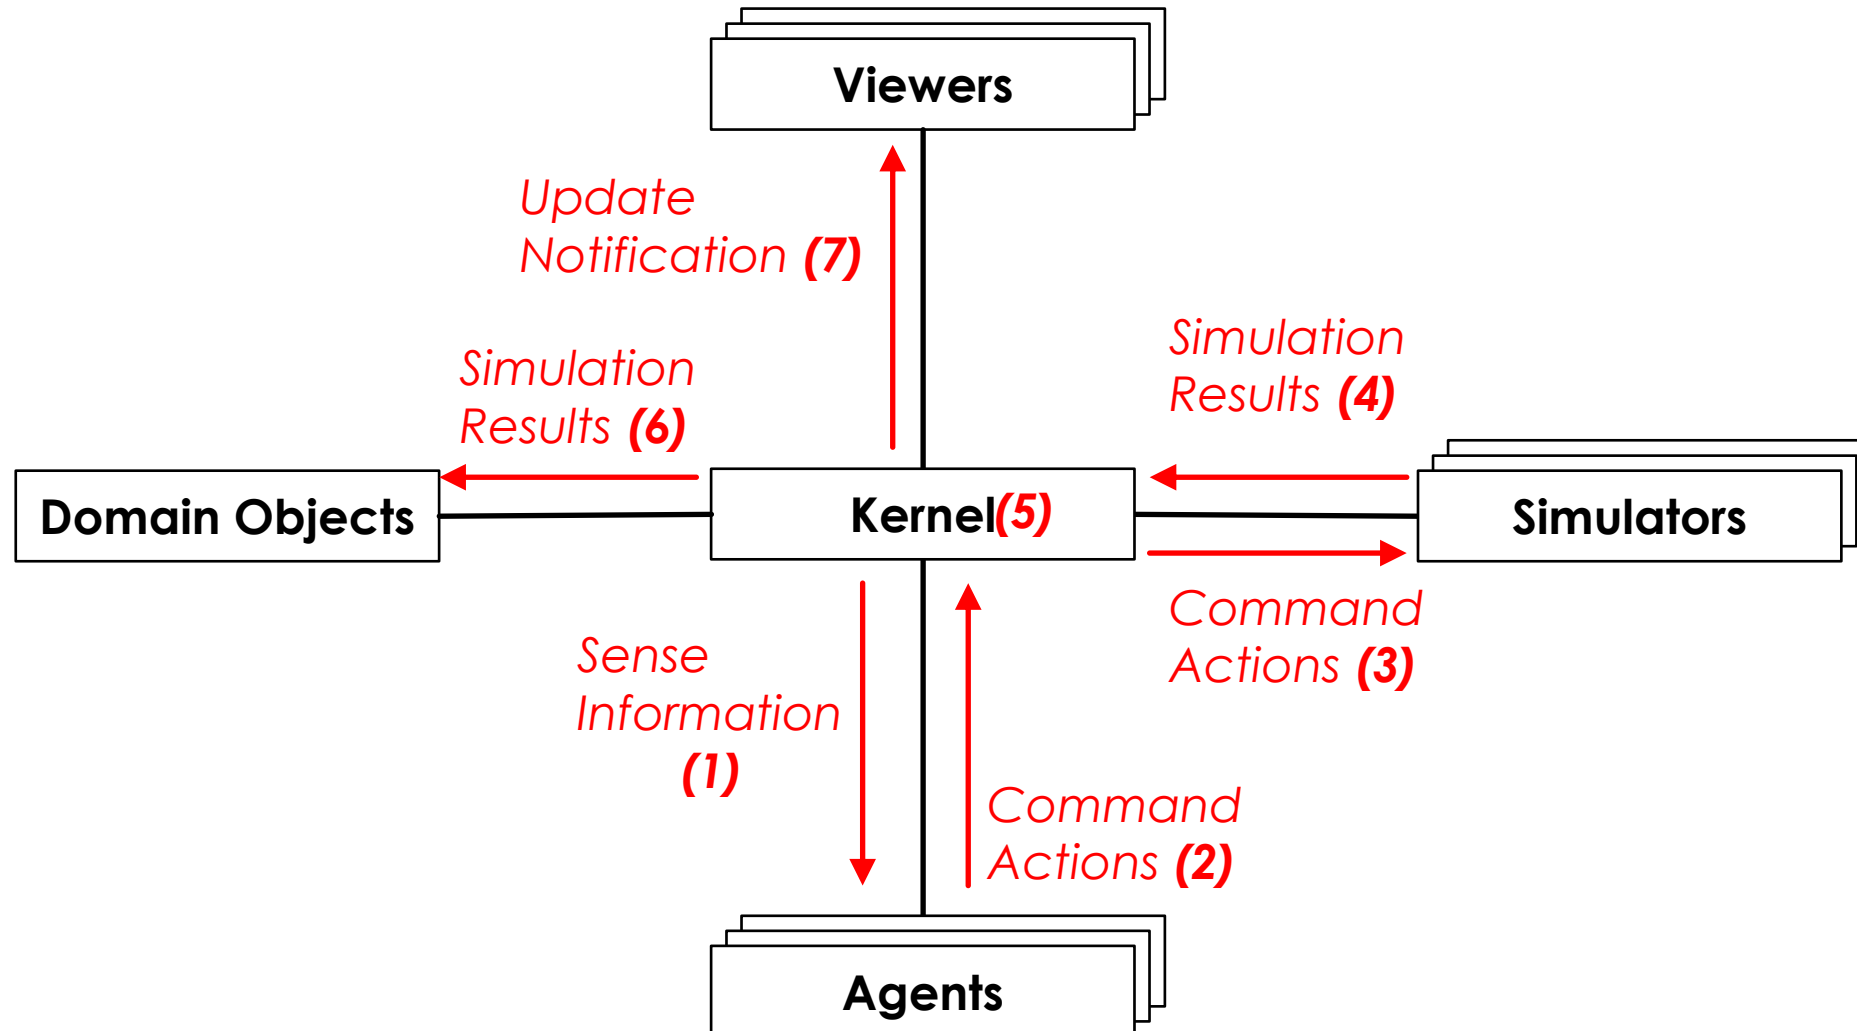 Viewers
Update
Notification (7)
Simulation
Results (6)
Simulation
Results (4)
Domain Objects
Kernel(5)
Simulators
Sense
Information
(1)
Command
Actions (3)
Command
Actions (2)
Agents